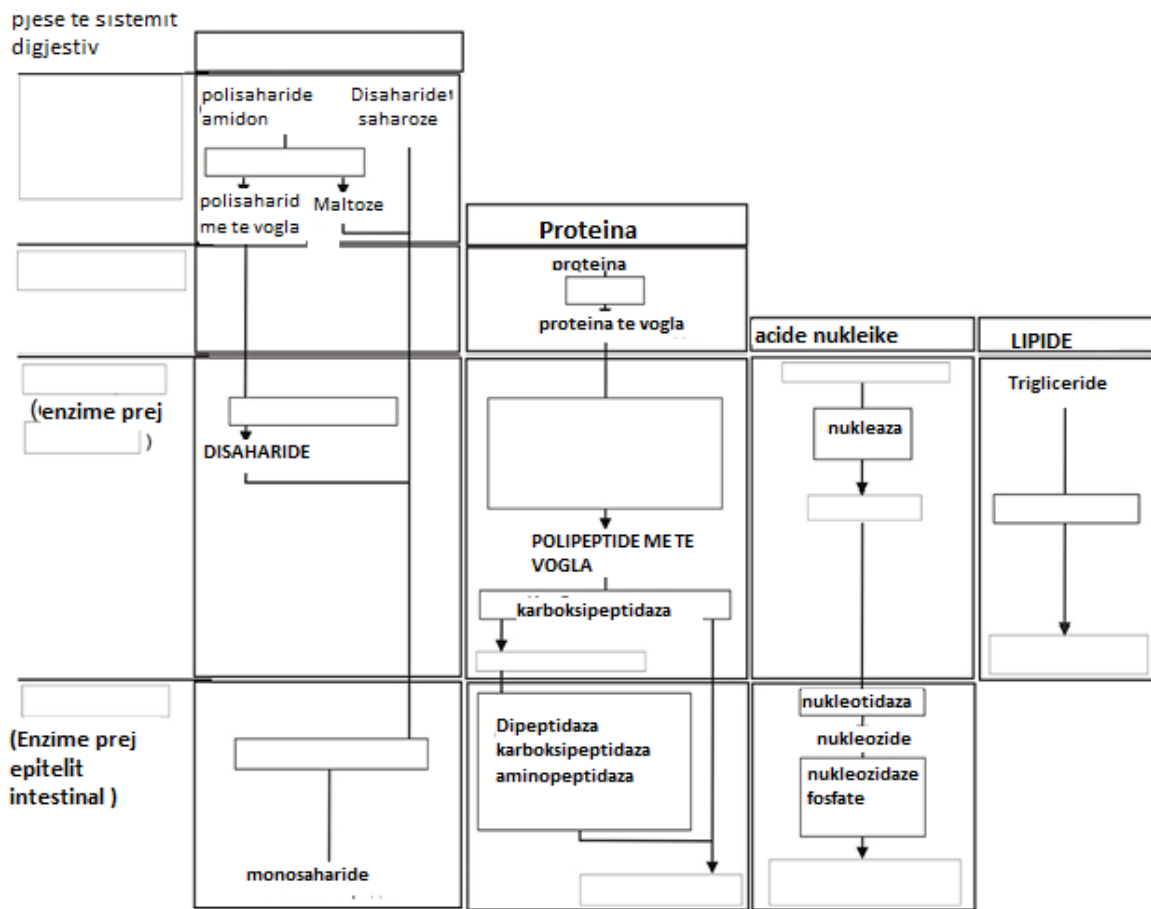 pjese te sistemit
digjestiv
polisaharide
amidon
Disaharide
saharoze
polisaharid
me te vogla
Maltoze
Proteina
proteina
proteina te vogla
acide nukleike
LIPIDE
(enzime prej
)
DISAHARIDE
Trigliceride
nukleaza
POLIPEPTIDE ME TE
VOGLA
karboksipeptidaza
(Enzime prej
epitelit
intestinal )
Dipeptidaza
karboksipeptidaza
aminopeptidaza
nukleotidaza
nukleozide
nukleozidaze
fosfate
monosaharide